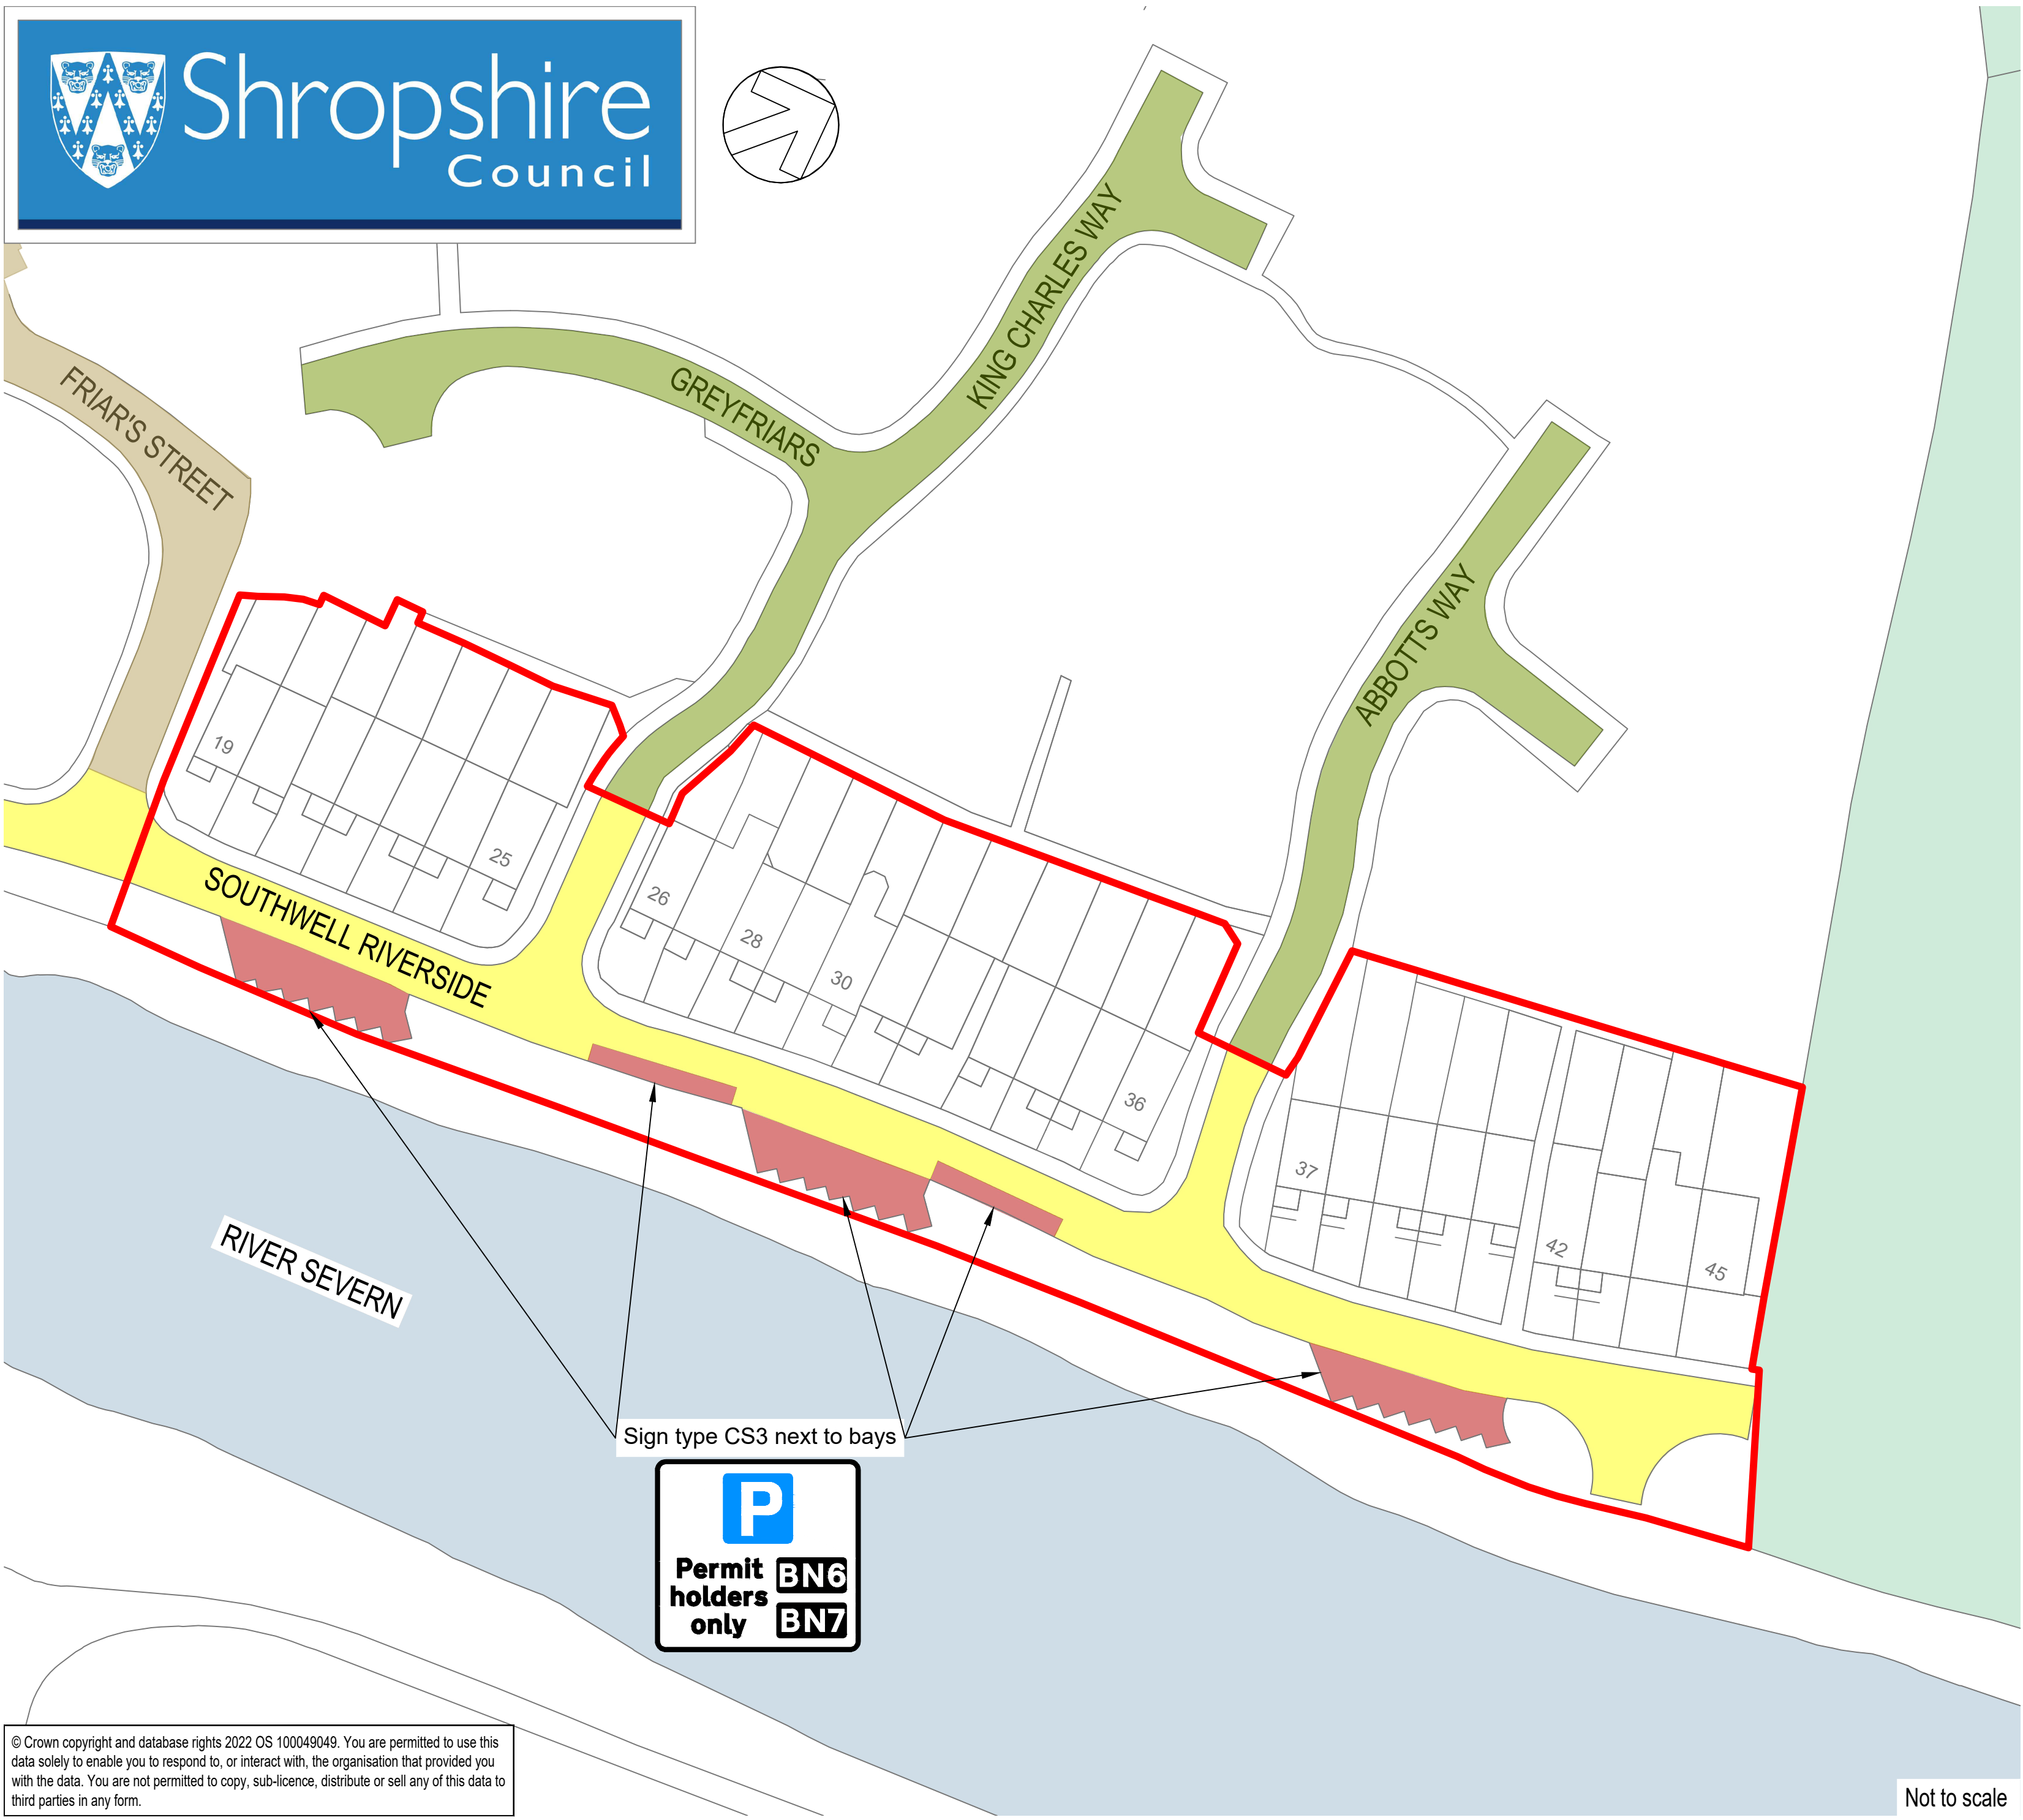 Shropshire
Council
KING CHARLES WAY
GREYFRIARS
FRIAR'S STREET
ABBOTTS WAY
19
25
26
28
30
36
37
42
45
SOUTHWELL RIVERSIDE
RIVER SEVERN
Sign type CS3 next to bays
P
Permit BN6
holders
only BN7
© Crown copyright and database rights 2022 OS 100049049. You are permitted to use this
data solely to enable you to respond to, or interact with, the organisation that provided you
with the data. You are not permitted to copy, sub-licence, distribute or sell any of this data to
third parties in any form.
Not to scale